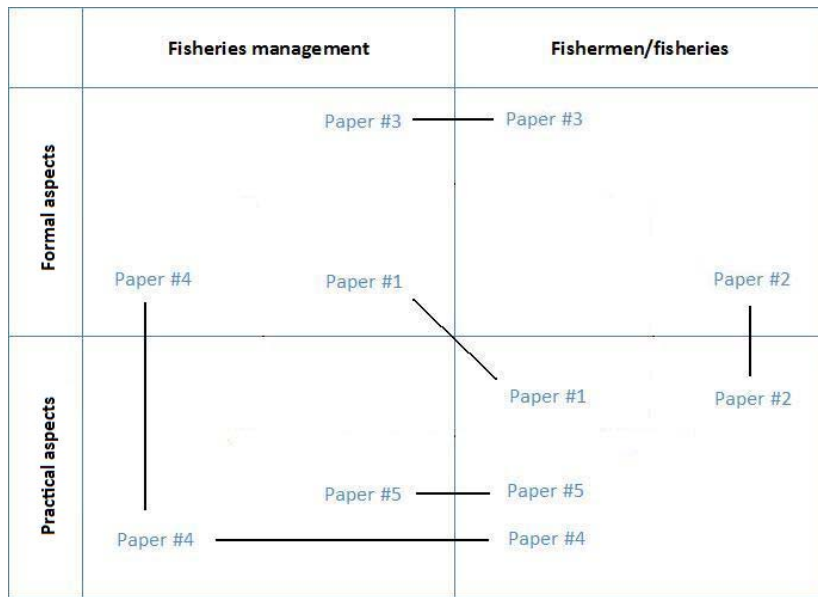 Fisheries management
Fishermen/fisheries
Formal aspects
Paper #3
Paper #3
Paper #4
Paper #1
Paper #2
Practical aspects
Paper #1
Paper #2
Paper #5
Paper #5
Paper #4
Paper #4